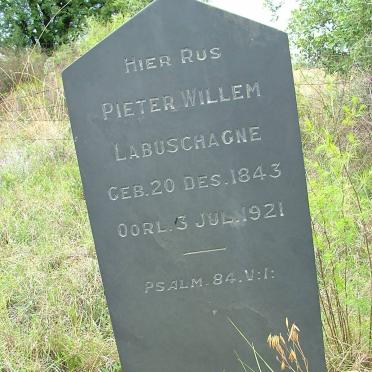 HIER RUS
PIETER WILLEM
LABUSCHAGNE
GEB. 20 DES. 1843
OORL. 3 JUL. 1921
PSALM. 84. V:1: